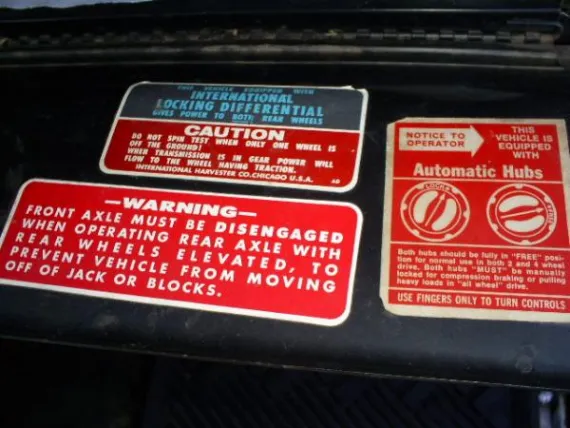 THIS VEHICLE EQUIPPED WITH
INTERNATIONAL
LOCKING DIFFERENTIAL
GIVES POWER TO BOTH REAR WHEELS
CAUTION
DO NOT SPIN TEST WHEN ONLY ONE WHEEL IS
OFF THE GROUND!
WHEN TRANSMISSION IS IN GEAR POWER WILL
FLOW TO THE WHEEL HAVING TRACTION.
INTERNATIONAL HARVESTER CO. CHICAGO U.S.A.
—WARNING—
FRONT AXLE MUST BE DISENGAGED
WHEN OPERATING REAR AXLE WITH
REAR WHEELS ELEVATED, TO
PREVENT VEHICLE FROM MOVING
OFF OF JACK OR BLOCKS.
NOTICE TO
OPERATOR
THIS
VEHICLE IS
EQUIPPED
WITH
Automatic Hubs
LOCK
FREE
Both hubs should be fully in "FREE" posi-
tion for normal use in both 2 and 4 wheel
drive. Both hubs "MUST" be manually
locked for compression braking or pulling
heavy loads in "all wheel" drive.
USE FINGERS ONLY TO TURN CONTROLS